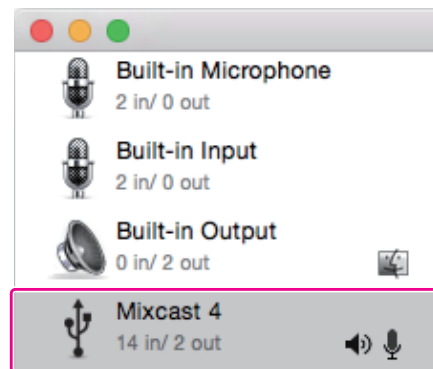 Built-in Microphone
2 in/ 0 out
Built-in Input
2 in/ 0 out
Built-in Output
0 in/ 2 out
Mixcast 4
14 in/ 2 out